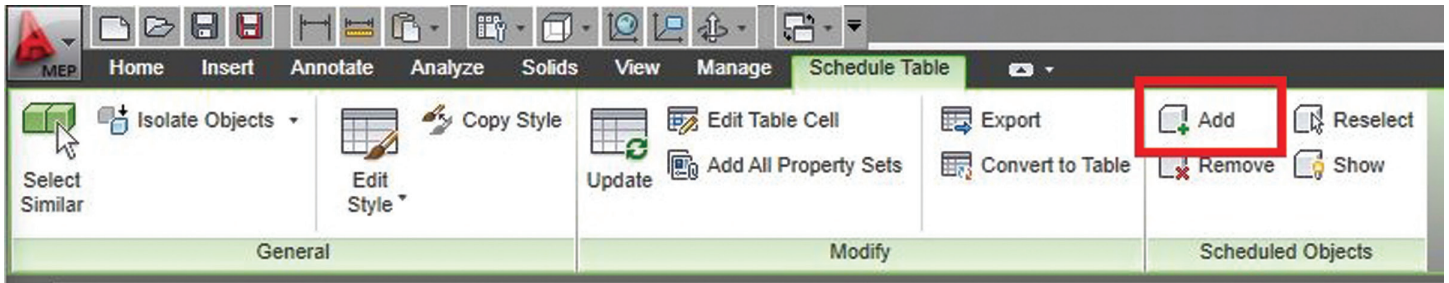 MEP
Home Insert Annotate Analyze Solids View Manage Schedule Table
Select
Similar
Isolate Objects
Edit
Style
Copy Style
General
Update
Edit Table Cell
Add All Property Sets
Export
Convert to Table
Modify
Add
Remove
Reselect
Show
Scheduled Objects